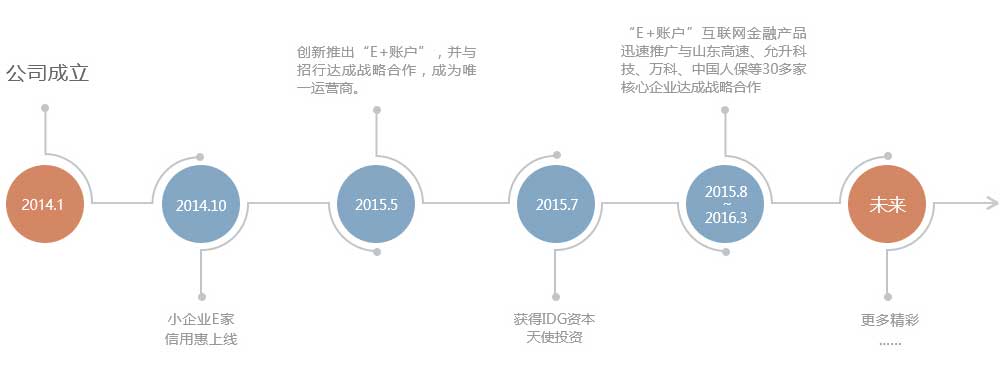 公司成立
2014.1
2014.10
小企业E家
信用惠上线
创新推出“E+账户”，并与
招行达成战略合作，成为唯
一运营商。
2015.5
2015.7
获得IDG资本
天使投资
“E+账户”互联网金融产品
迅速推广与山东高速、允升科
技、万科、中国人保等30多家
核心企业达成战略合作
2015.8
~
2016.3
未来
更多精彩
......